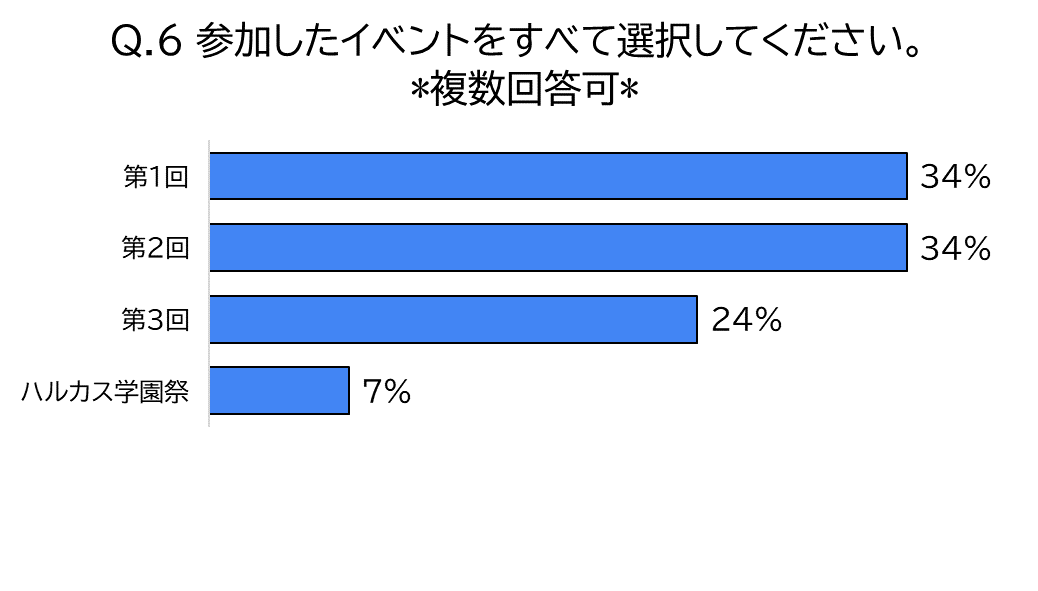 Q.6 参加したイベントをすべて選択してください。
*複数回答可*
第1回 34%
第2回 34%
第3回 24%
ハルカス学園祭 7%